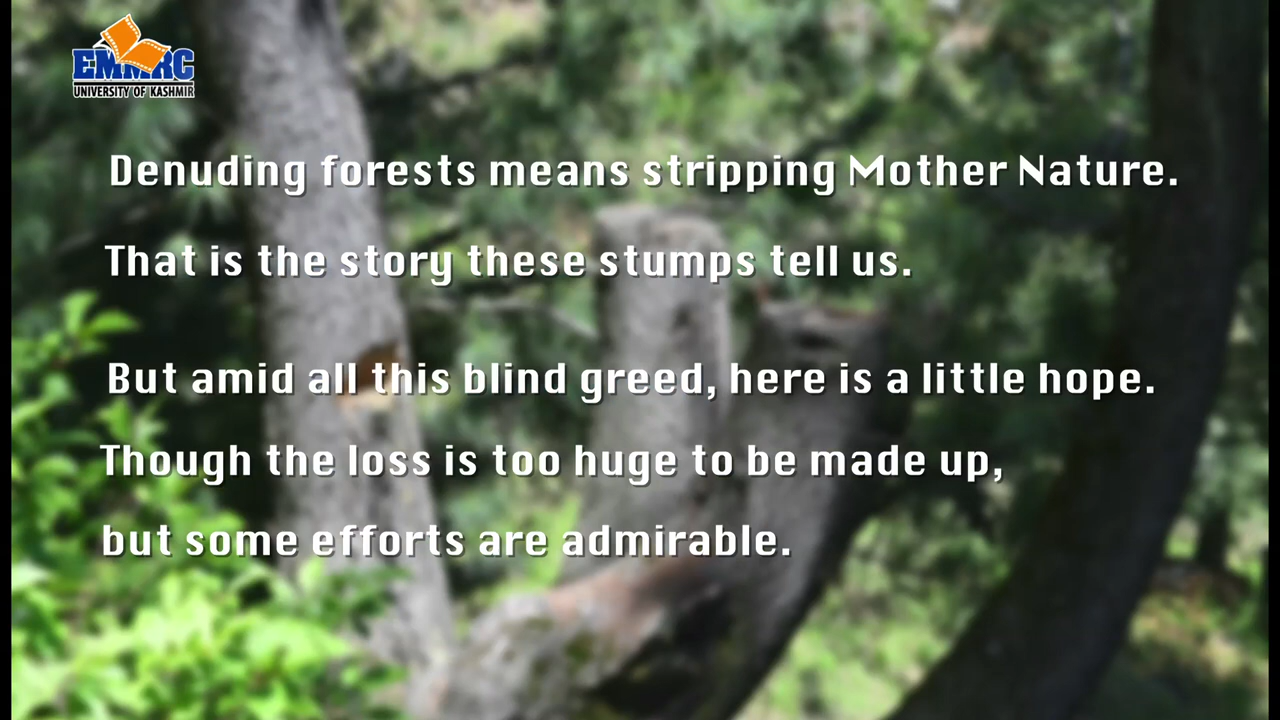 EMMRC
UNIVERSITY OF KASHMIR
Denuding forests means stripping Mother Nature.
That is the story these stumps tell us.
But amid all this blind greed, here is a little hope.
Though the loss is too huge to be made up,
but some efforts are admirable.